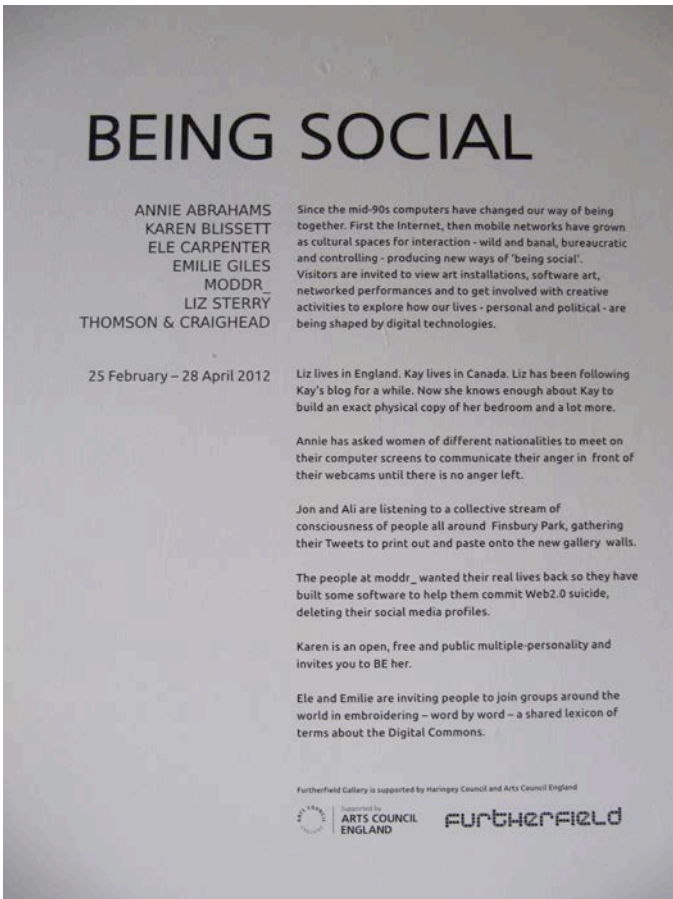 BEING SOCIAL
ANNIE ABRAHAMS
KAREN BLISSETT
ELE CARPENTER
EMILIE GILES
MODDR_
LIZ STERRY
THOMSON & CRAIGHEAD
25 February – 28 April 2012
Since the mid-90s computers have changed our way of being
together. First the Internet, then mobile networks have grown
as cultural spaces for interaction - wild and banal, bureaucratic
and controlling - producing new ways of 'being social'.
Visitors are invited to view art installations, software art,
networked performances and to get involved with creative
activities to explore how our lives - personal and political - are
being shaped by digital technologies.
Liz lives in England. Kay lives in Canada. Liz has been following
Kay's blog for a while. Now she knows enough about Kay to
build an exact physical copy of her bedroom and a lot more.
Annie has asked women of different nationalities to meet on
their computer screens to communicate their anger in front of
their webcams until there is no anger left.
Jon and Ali are listening to a collective stream of
consciousness of people all around Finsbury Park, gathering
their Tweets to print out and paste onto the new gallery walls.
The people at moddr_ wanted their real lives back so they have
built some software to help them commit Web2.0 suicide,
deleting their social media profiles.
Karen is an open, free and public multiple-personality and
invites you to BE her.
Ele and Emilie are inviting people to join groups around the
world in embroidering – word by word – a shared lexicon of
terms about the Digital Commons.
Furtherfield Gallery is supported by Haringey Council and Arts Council England
Supported by
ARTS COUNCIL
ENGLAND
FURTHERFIELD